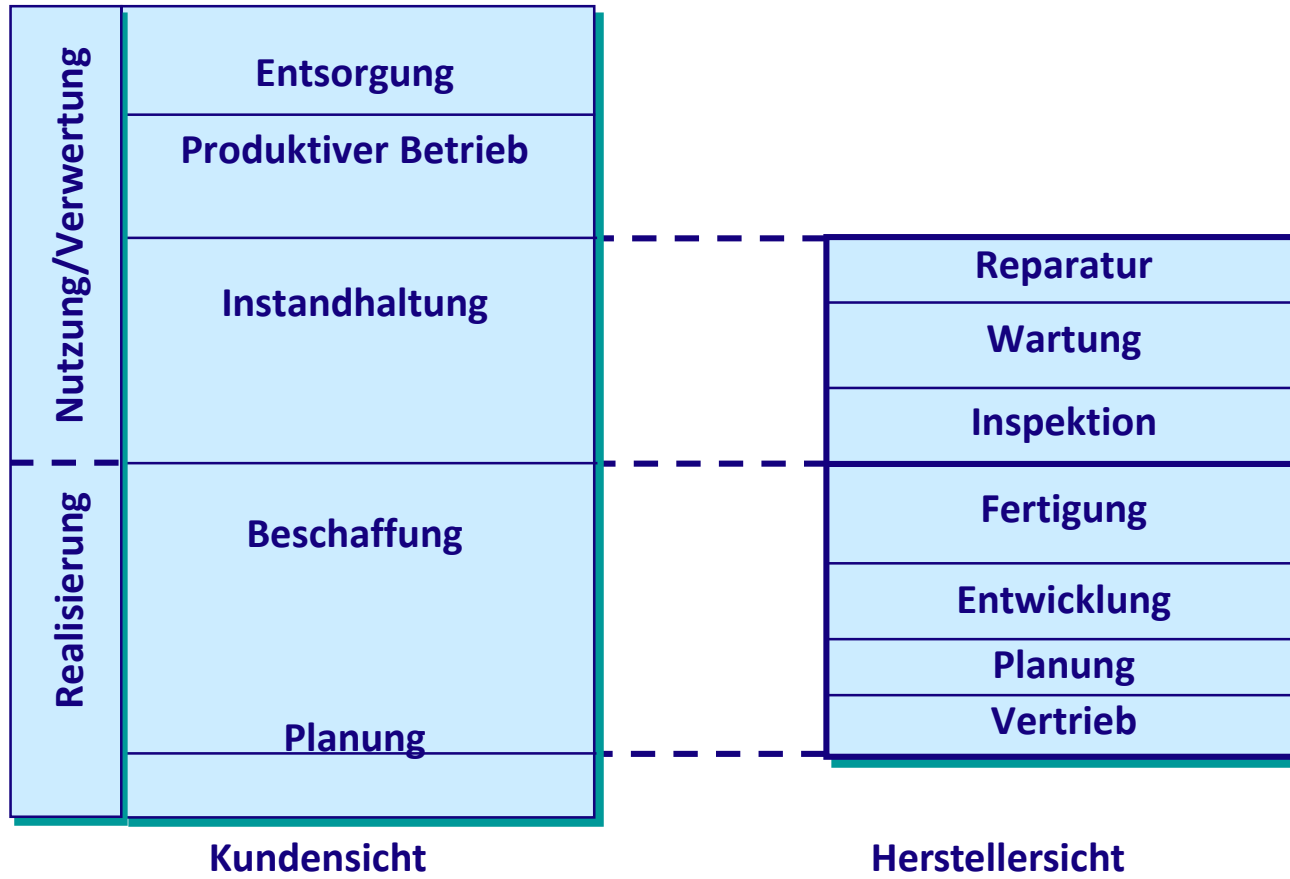 Nutzung/Verwertung
Realisierung
Entsorgung
Produktiver Betrieb
Instandhaltung
Beschaffung
Planung
Kundensicht
Reparatur
Wartung
Inspektion
Fertigung
Entwicklung
Planung
Vertrieb
Herstellersicht